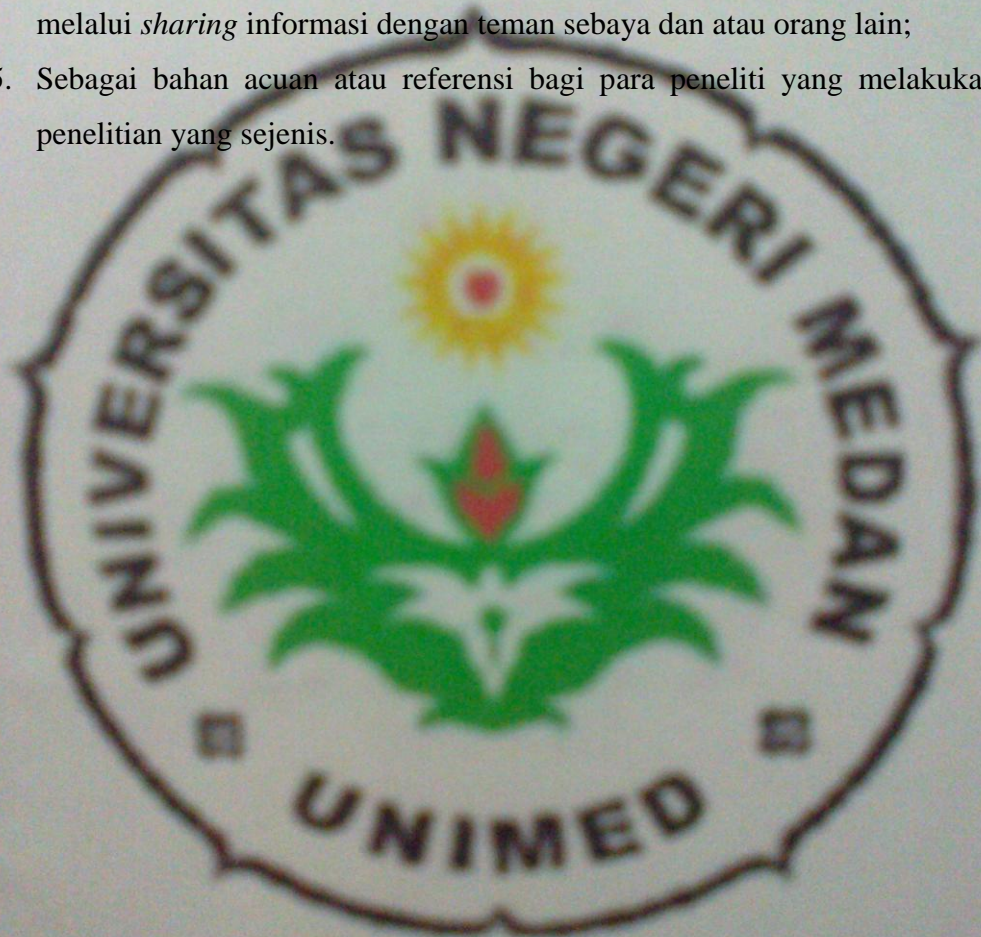 melalui sharing informasi dengan teman sebaya dan atau orang lain;
5. Sebagai bahan acuan atau referensi bagi para peneliti yang melakuka
penelitian yang sejenis.
UNIVERSITAS NEGERI MEDAN
UNIMED